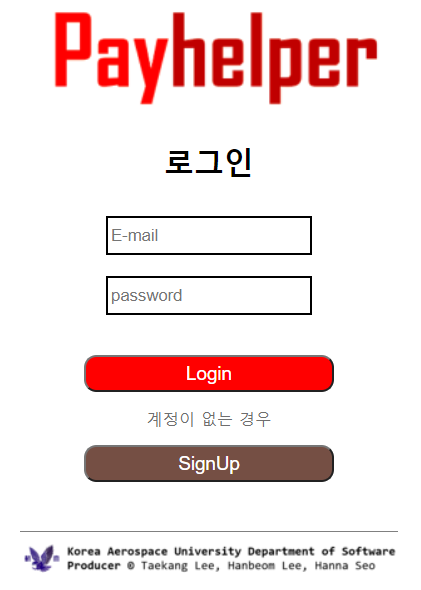 Payhelper
로그인
E-mail
password
Login
계정이 없는 경우
SignUp
Korea Aerospace University Department of Software
Producer © Taekang Lee, Hanbeom Lee, Hanna Seo